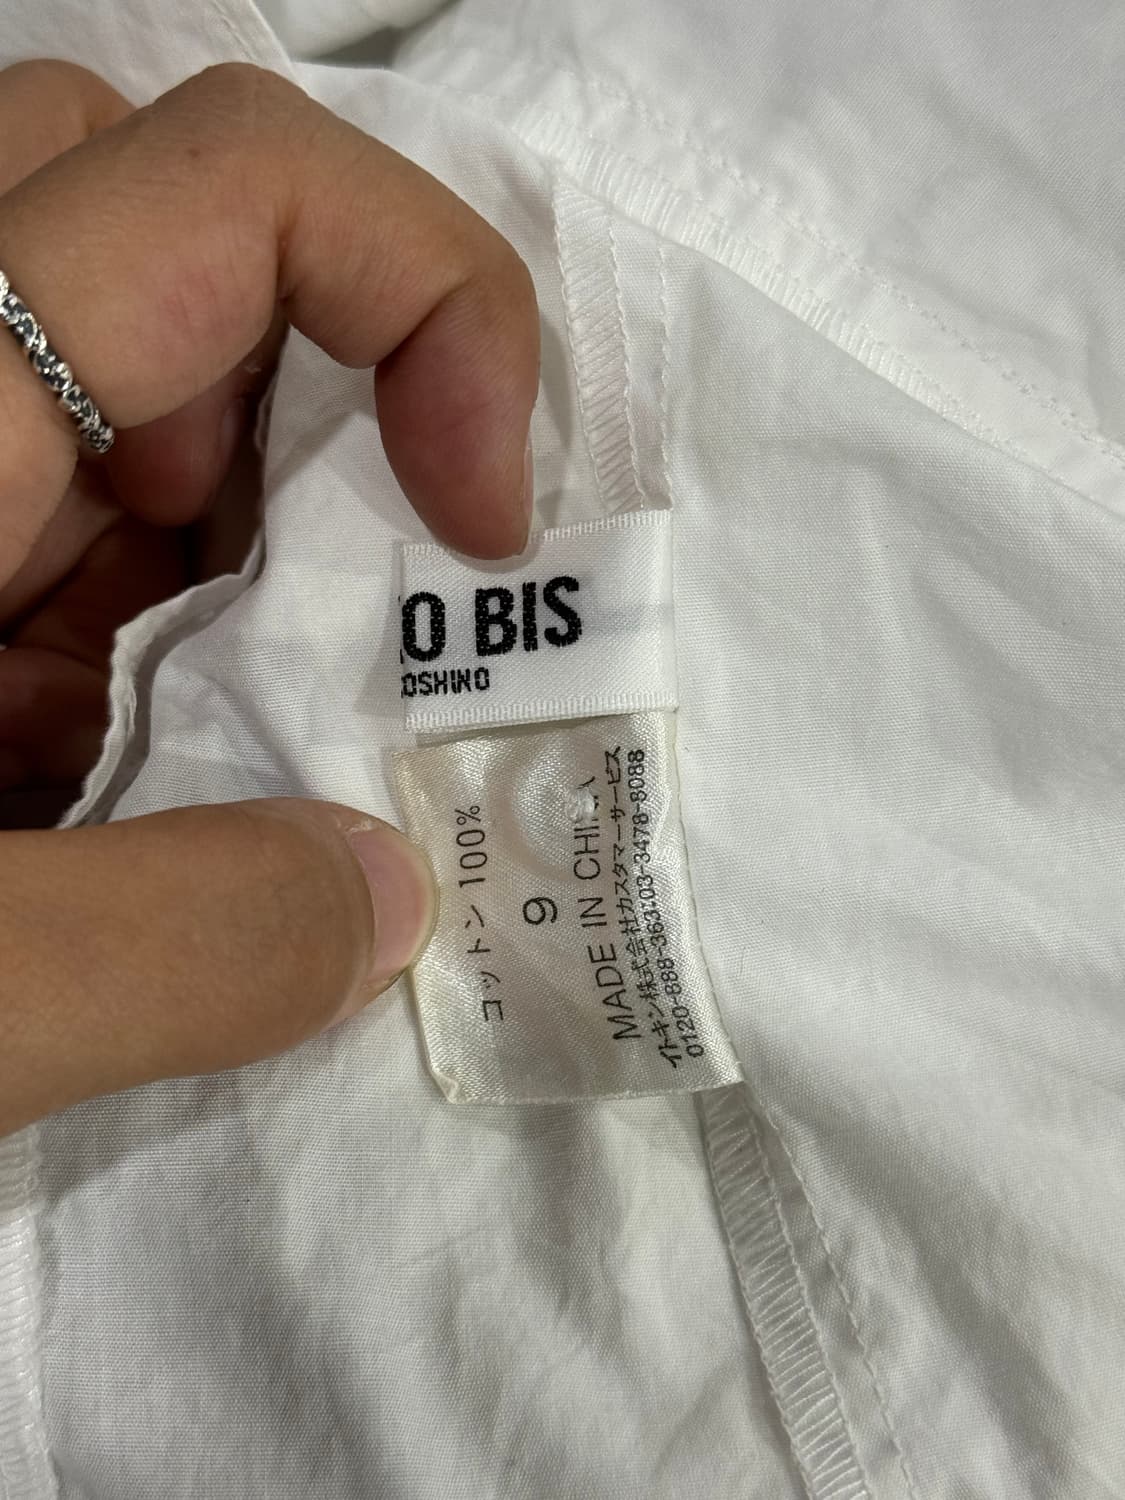 IO BIS
OSHINO
コットン 100%
9
MADE IN CHINA
イトキン株式会社カスタマーサービス
0120-888-363:03-3478-8088